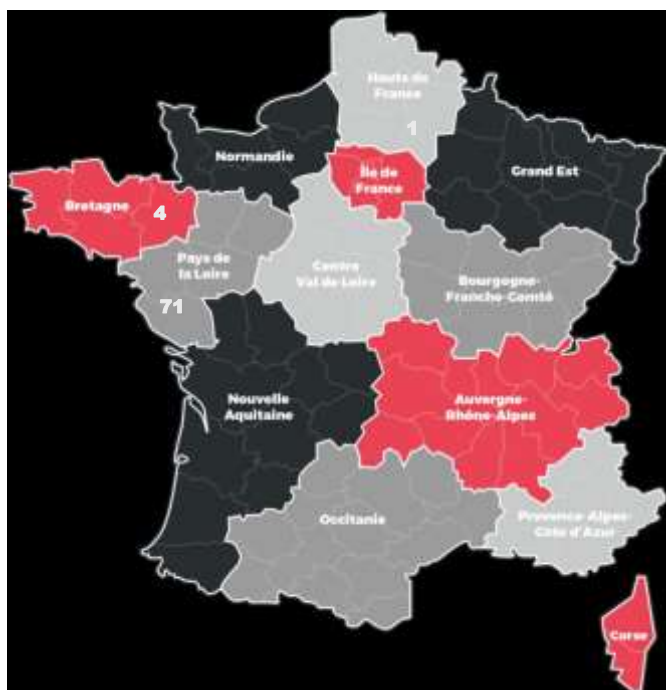 Hauts de
France
1
Normandie
Île de
France
Grand Est
Bretagne
4
Pays de
la Loire
71
Centre
Val de Loire
Bourgogne-
Franche-Comté
Nouvelle
Aquitaine
Auvergne-
Rhône-Alpes
Occitanie
Provence-Alpes-
Côte d'Azur
Corse